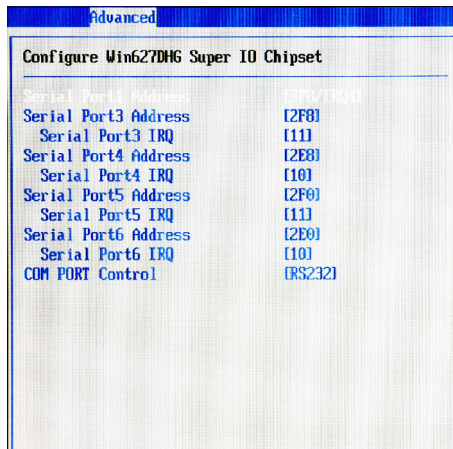 Advanced
Configure Win627DHG Super IO Chipset
Serial Port1 Address [3F8/IRQ4]
Serial Port3 Address [2F8]
Serial Port3 IRQ [11]
Serial Port4 Address [2E8]
Serial Port4 IRQ [10]
Serial Port5 Address [2F0]
Serial Port5 IRQ [11]
Serial Port6 Address [2E0]
Serial Port6 IRQ [10]
COM PORT Control [RS232]